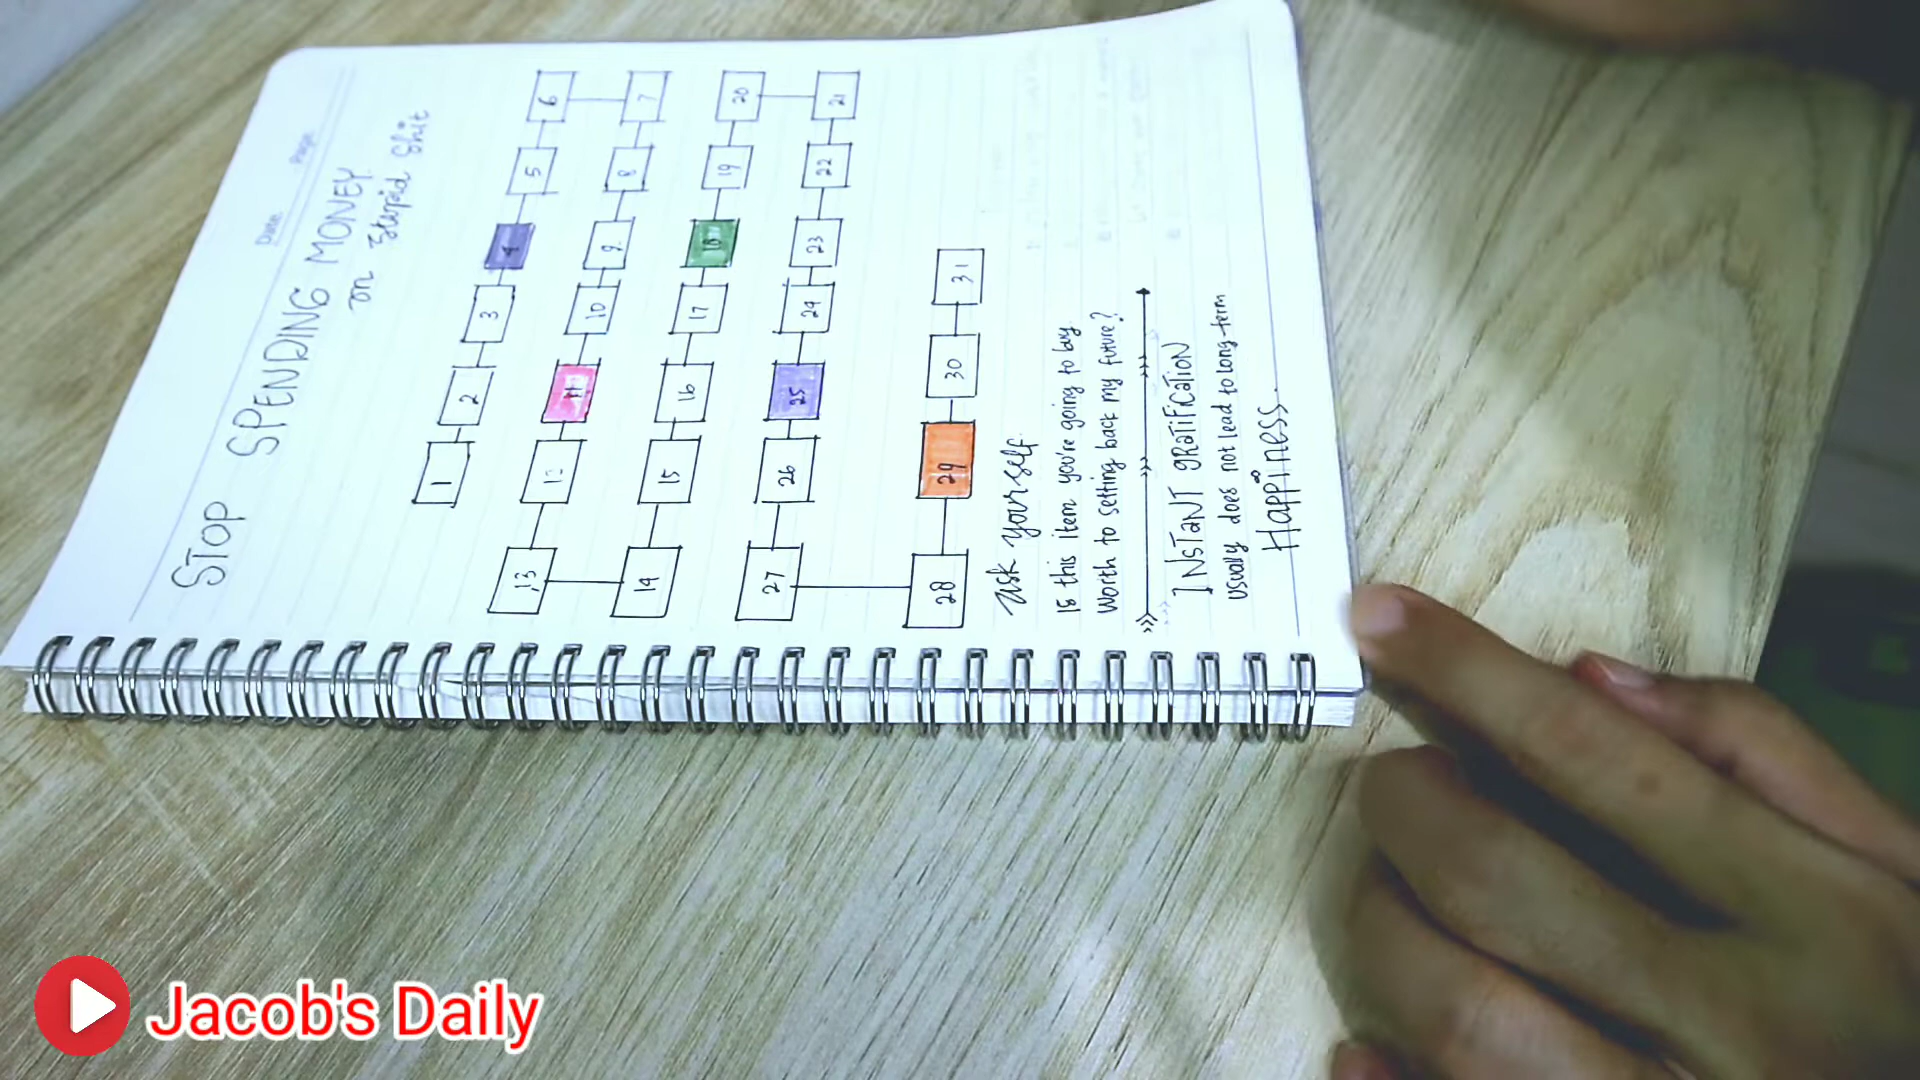 Date
Page
STOP SPENDING MONEY
on Stupid Shit
1 2 3 4 5 6
13 12 11 10 9 8 7
14 15 16 17 18 19 20
27 26 25 24 23 22 21
28 29 30 31
Ask yourself
Is this item you're going to buy
Worth to setting back my future?
INSTANT GRATIFICATION
usually does not lead to long-term
Happiness.
Jacob's Daily